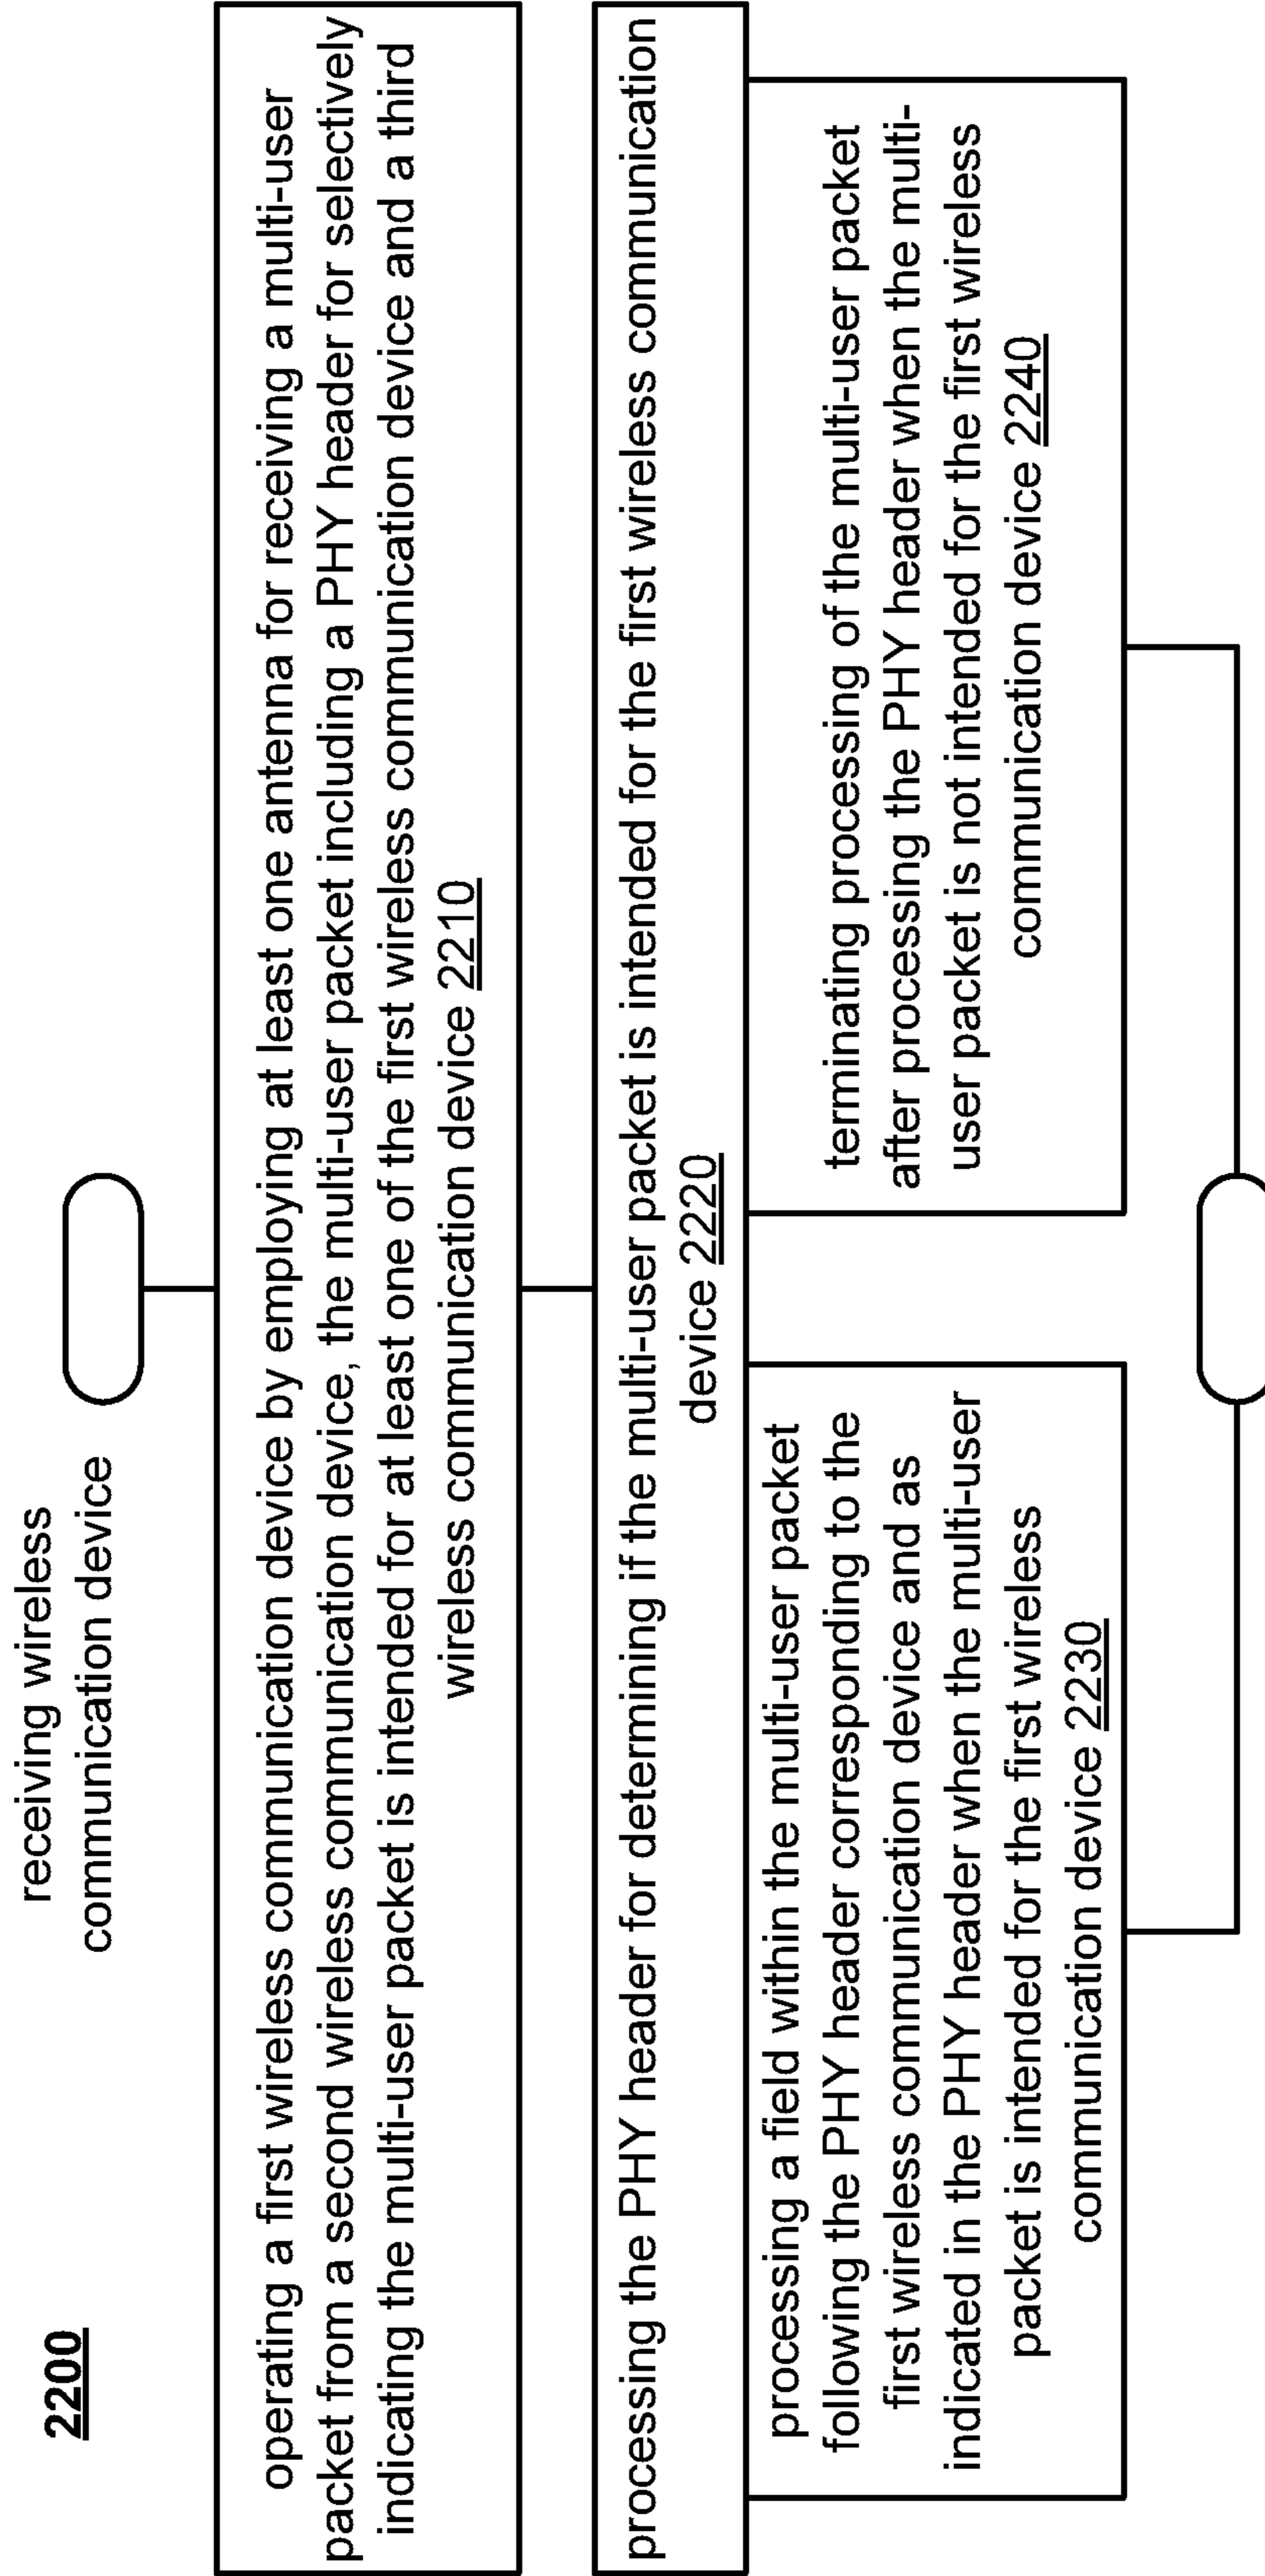 2200
receiving wireless
communication device
operating a first wireless communication device by employing at least one antenna for receiving a multi-user
packet from a second wireless communication device, the multi-user packet including a PHY header for selectively
indicating the multi-user packet is intended for at least one of the first wireless communication device and a third
wireless communication device 2210
processing the PHY header for determining if the multi-user packet is intended for the first wireless communication
device 2220
processing a field within the multi-user packet
following the PHY header corresponding to the
first wireless communication device and as
indicated in the PHY header when the multi-user
packet is intended for the first wireless
communication device 2230
terminating processing of the multi-user packet
after processing the PHY header when the multi-
user packet is not intended for the first wireless
communication device 2240